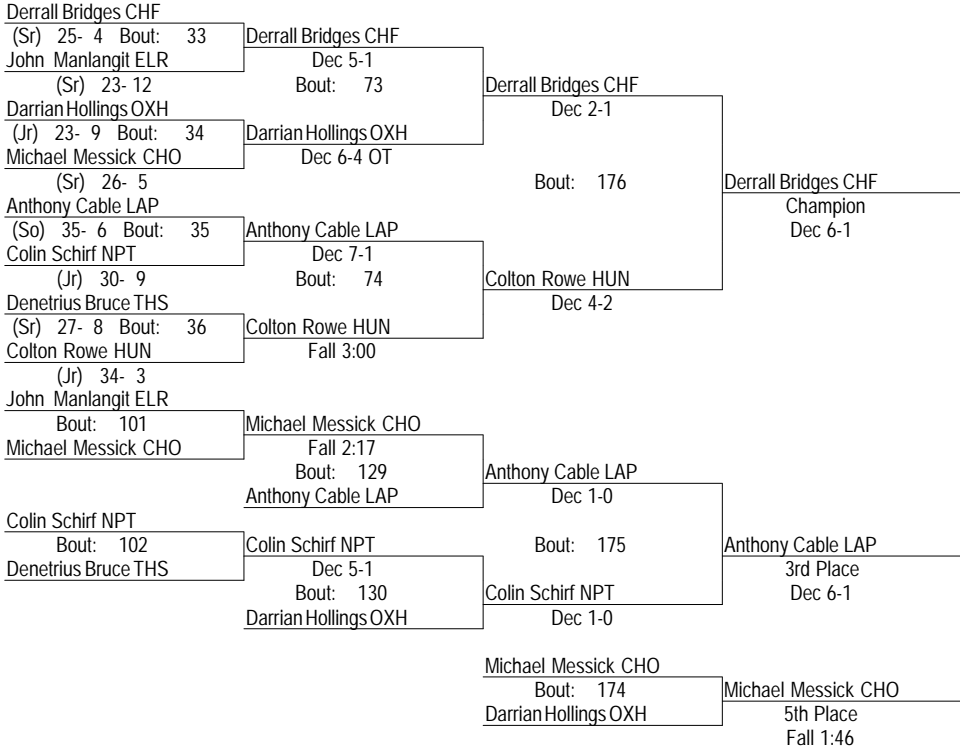 Derrall Bridges CHF
(Sr) 25- 4 Bout: 33
Derrall Bridges CHF
John Manlangit ELR
Dec 5-1
(Sr) 23- 12
Bout: 73
Derrall Bridges CHF
Darrian Hollings OXH
Dec 2-1
(Jr) 23- 9 Bout: 34
Darrian Hollings OXH
Michael Messick CHO
Dec 6-4 OT
(Sr) 26- 5
Bout: 176
Derrall Bridges CHF
Anthony Cable LAP
Champion
(So) 35- 6 Bout: 35
Anthony Cable LAP
Dec 6-1
Colin Schirf NPT
Dec 7-1
(Jr) 30- 9
Bout: 74
Colton Rowe HUN
Denetrius Bruce THS
Dec 4-2
(Sr) 27- 8 Bout: 36
Colton Rowe HUN
Colton Rowe HUN
Fall 3:00
(Jr) 34- 3
John Manlangit ELR
Bout: 101
Michael Messick CHO
Michael Messick CHO
Fall 2:17
Bout: 129
Anthony Cable LAP
Anthony Cable LAP
Dec 1-0
Colin Schirf NPT
Bout: 102
Colin Schirf NPT
Bout: 175
Anthony Cable LAP
Denetrius Bruce THS
Dec 5-1
3rd Place
Bout: 130
Colin Schirf NPT
Dec 6-1
Darrian Hollings OXH
Dec 1-0
Michael Messick CHO
Bout: 174
Michael Messick CHO
Darrian Hollings OXH
5th Place
Fall 1:46